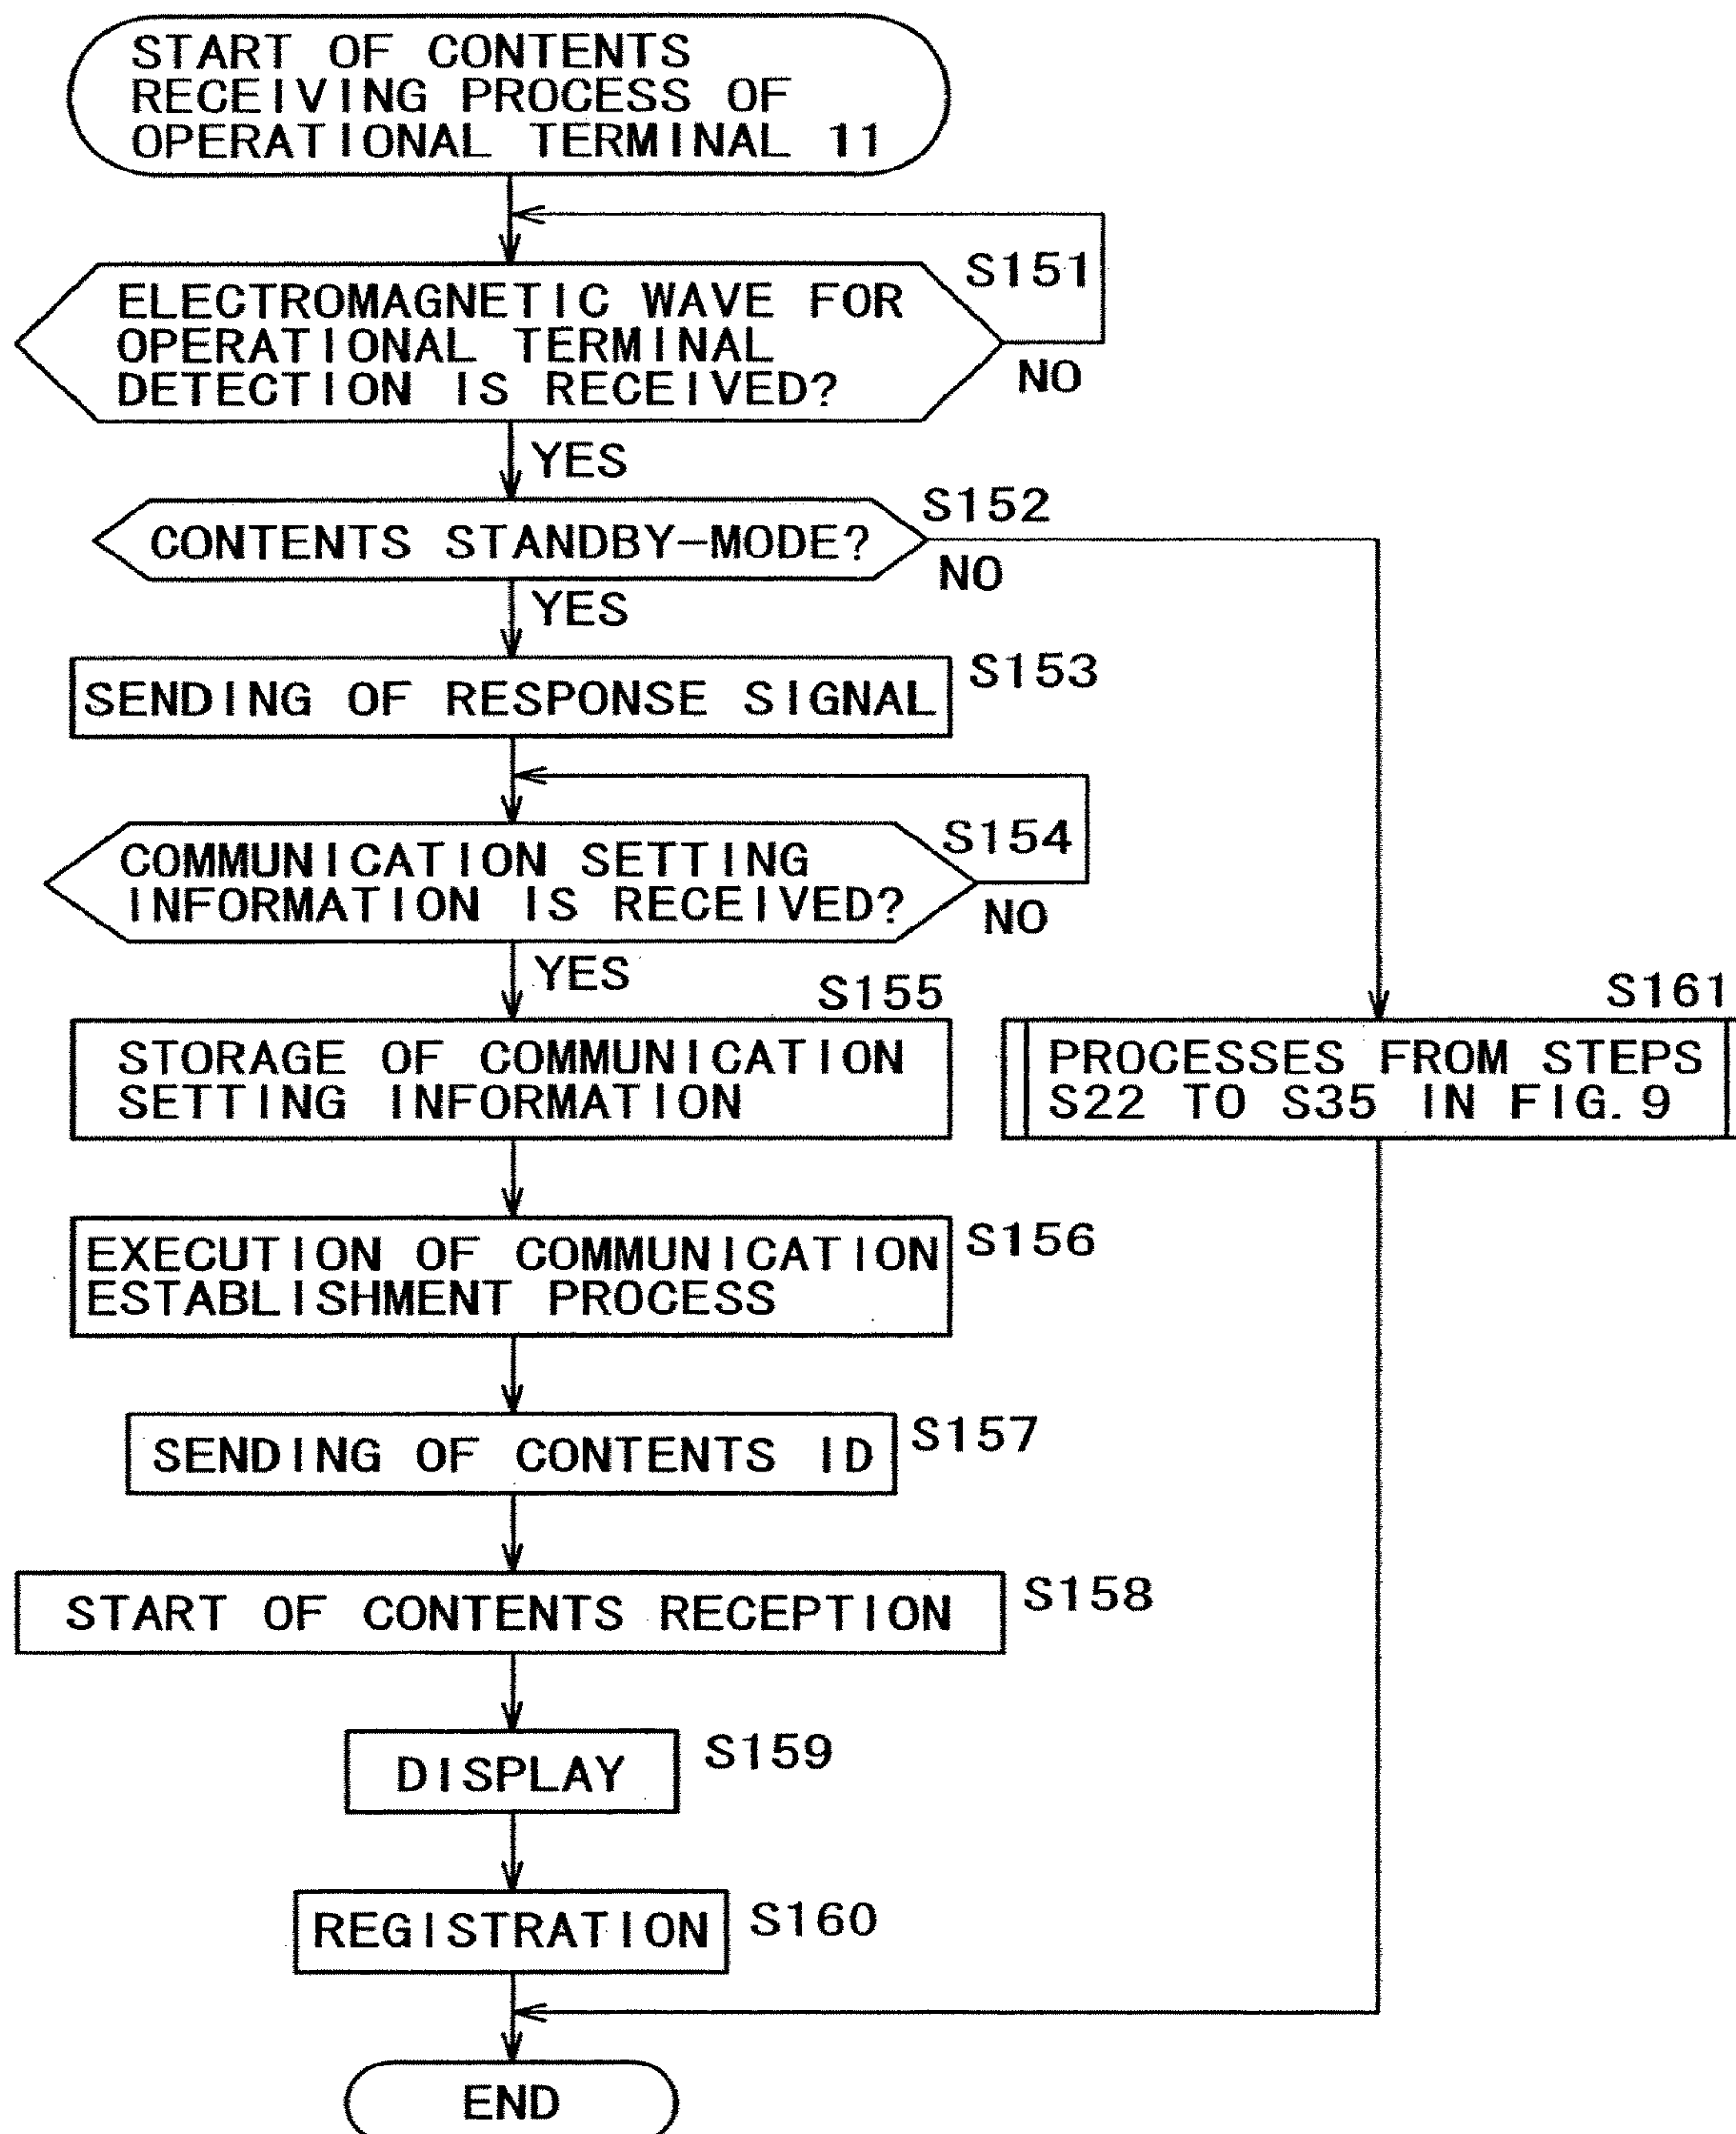 START OF CONTENTS
RECEIVING PROCESS OF
OPERATIONAL TERMINAL 11
S151
ELECTROMAGNETIC WAVE FOR
OPERATIONAL TERMINAL
DETECTION IS RECEIVED?
NO
YES
S152
CONTENTS STANDBY-MODE?
NO
YES
S153
SENDING OF RESPONSE SIGNAL
S154
COMMUNICATION SETTING
INFORMATION IS RECEIVED?
NO
YES
S155
STORAGE OF COMMUNICATION
SETTING INFORMATION
S161
PROCESSES FROM STEPS
S22 TO S35 IN FIG. 9
S156
EXECUTION OF COMMUNICATION
ESTABLISHMENT PROCESS
S157
SENDING OF CONTENTS ID
S158
START OF CONTENTS RECEPTION
S159
DISPLAY
S160
REGISTRATION
END